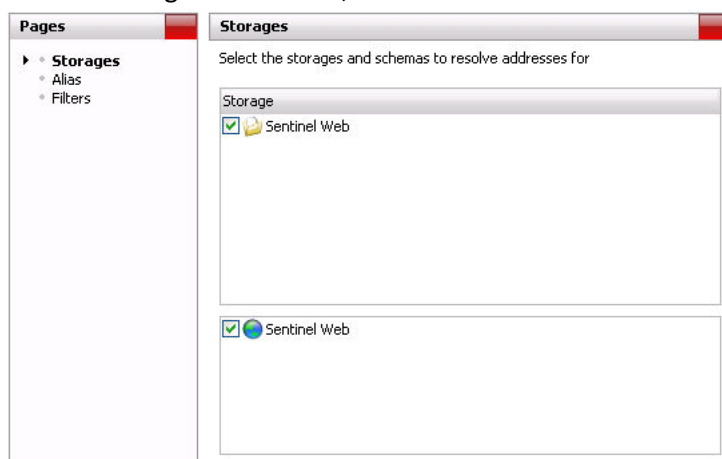 Pages
Storages
Alias
Filters
Storages
Select the storages and schemas to resolve addresses for
Storage
Sentinel Web
Sentinel Web